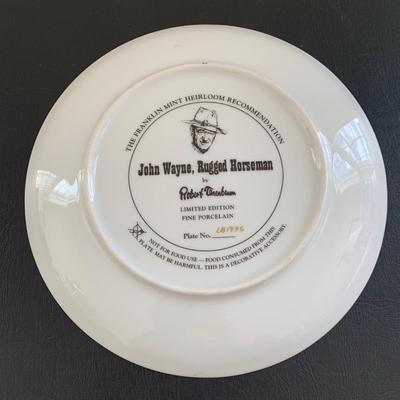 THE FRANKLIN MINT HEIRLOOM RECOMMENDATION
John Wayne, Rugged Horseman
by
Robert Tanenbaum
LIMITED EDITION
FINE PORCELAIN
Plate No.
NOT FOR FOOD USE — FOOD CONSUMED FROM THIS
PLATE MAY BE HARMFUL. THIS IS A DECORATIVE ACCESSORY.